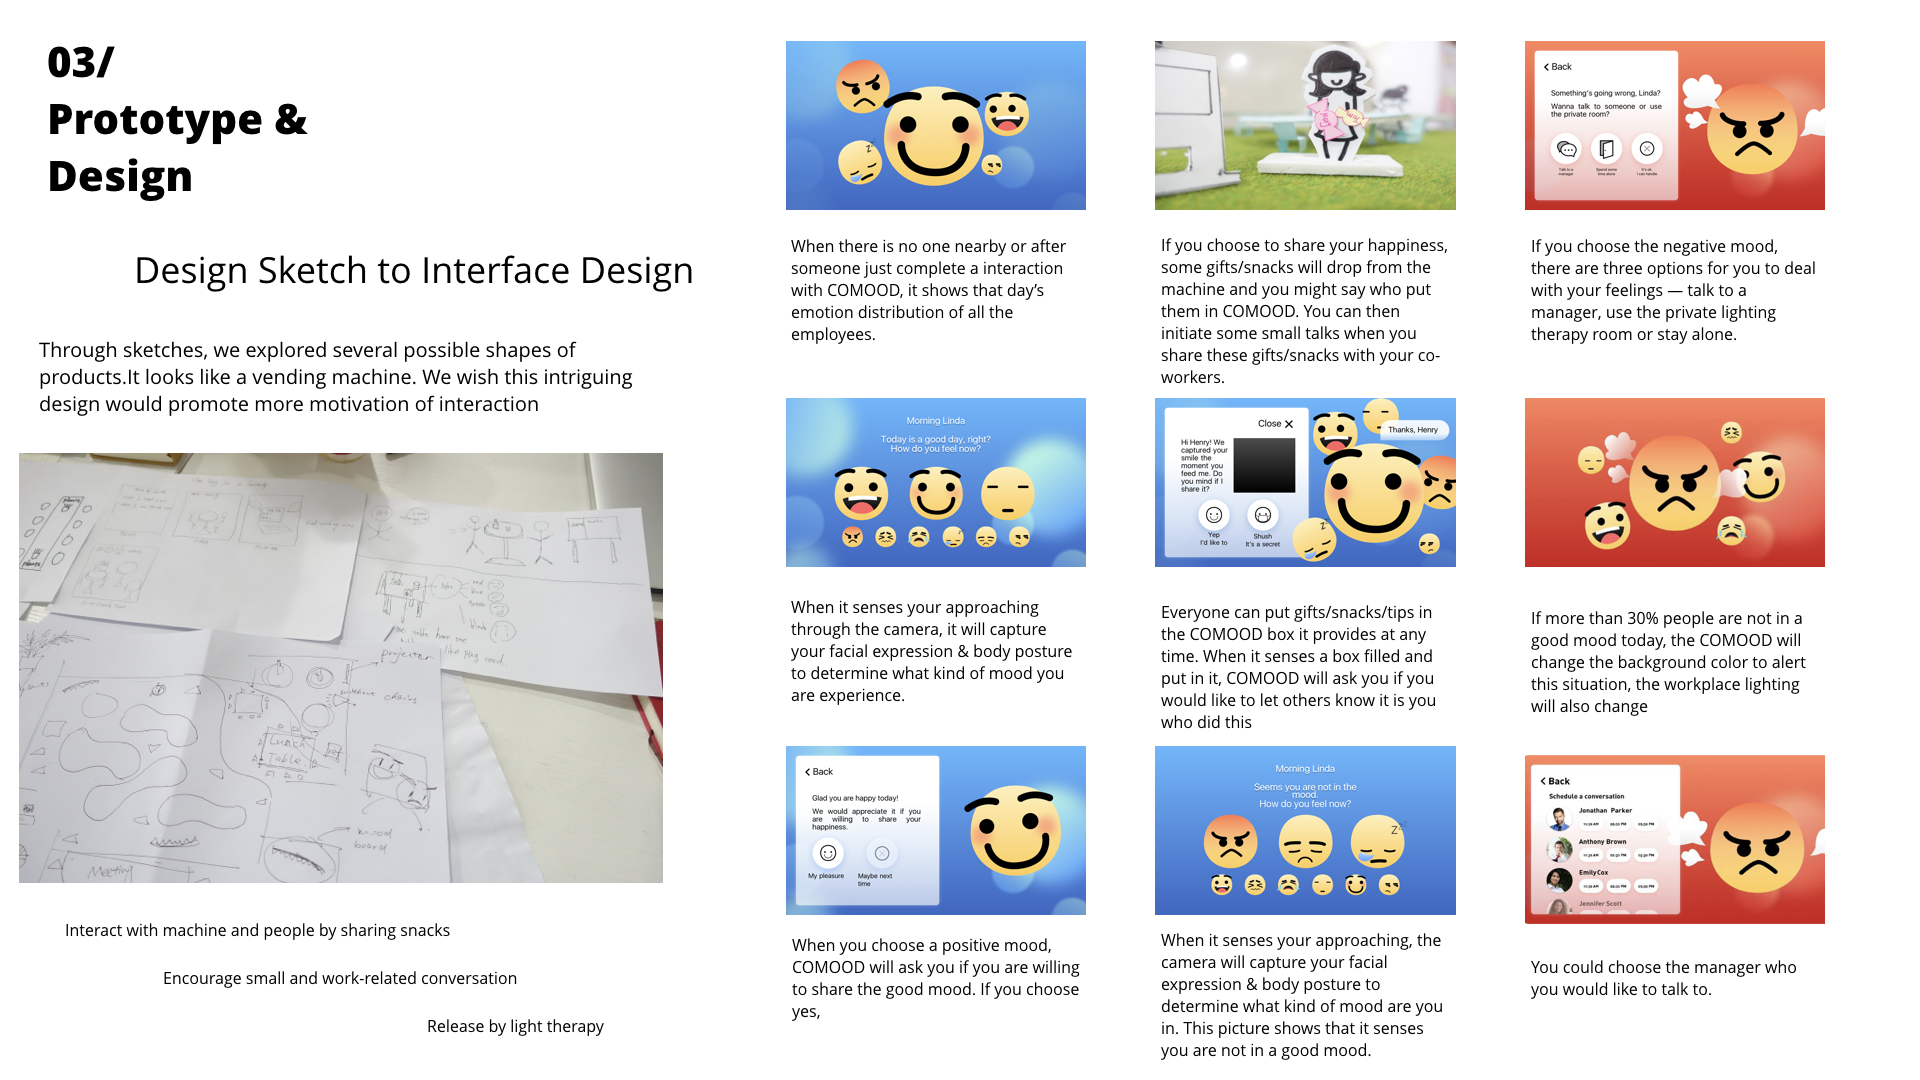 03/
Prototype &
Design
Design Sketch to Interface Design
Through sketches, we explored several possible shapes of
products.It looks like a vending machine. We wish this intriguing
design would promote more motivation of interaction
projector
chairs
Lunch
Table
mood
board
Meeting
Interact with machine and people by sharing snacks
Encourage small and work-related conversation
Release by light therapy
When there is no one nearby or after
someone just complete a interaction
with COMOOD, it shows that day’s
emotion distribution of all the
employees.
Morning Linda
Today is a good day, right?
How do you feel now?
When it senses your approaching
through the camera, it will capture
your facial expression & body posture
to determine what kind of mood you
are experience.
Back
Glad you are happy today!
We would appreciate it if you
are willing to share your
happiness.
My pleasure
Maybe next
time
When you choose a positive mood,
COMOOD will ask you if you are willing
to share the good mood. If you choose
yes,
If you choose to share your happiness,
some gifts/snacks will drop from the
machine and you might say who put
them in COMOOD. You can then
initiate some small talks when you
share these gifts/snacks with your co-
workers.
Close
Thanks, Henry
Hi Henry! We
captured your
smile the
moment you
feed me. Do
you mind if I
share it?
Yep
I'd like to
Shush
It's a secret
Everyone can put gifts/snacks/tips in
the COMOOD box it provides at any
time. When it senses a box filled and
put in it, COMOOD will ask you if you
would like to let others know it is you
who did this
Morning Linda
Seems you are not in the
mood.
How do you feel now?
When it senses your approaching, the
camera will capture your facial
expression & body posture to
determine what kind of mood are you
in. This picture shows that it senses
you are not in a good mood.
Back
Something's going wrong, Linda?
Wanna talk to someone or use
the private room?
Talk to a
manager
Spend some
time alone
It's ok
I can handle
If you choose the negative mood,
there are three options for you to deal
with your feelings — talk to a
manager, use the private lighting
therapy room or stay alone.
If more than 30% people are not in a
good mood today, the COMOOD will
change the background color to alert
this situation, the workplace lighting
will also change
Back
Schedule a conversation
Jonathan Parker
Anthony Brown
Emily Cox
Jennifer Scott
You could choose the manager who
you would like to talk to.